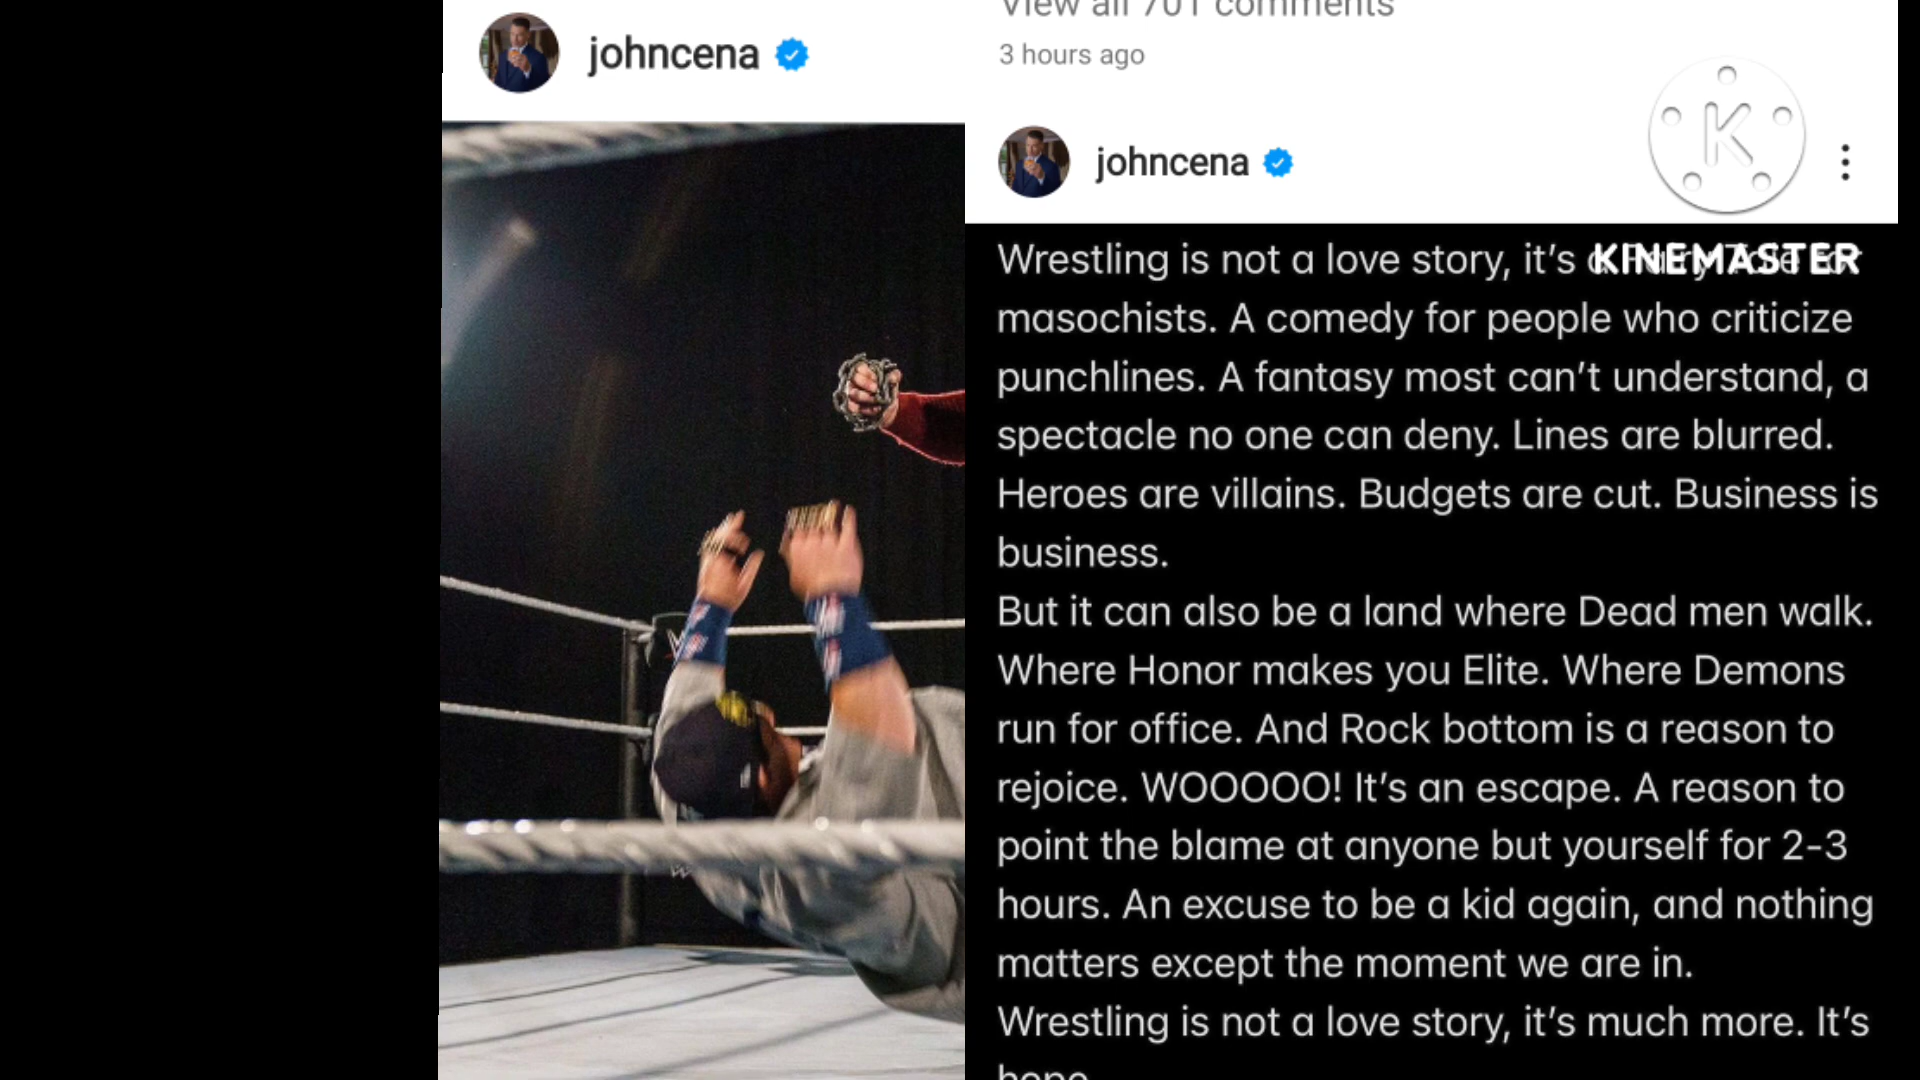 johncena
View all 701 comments
3 hours ago
johncena
K
KINEMASTER
Wrestling is not a love story, it’s a Fairy Tale for
masochists. A comedy for people who criticize
punchlines. A fantasy most can’t understand, a
spectacle no one can deny. Lines are blurred.
Heroes are villains. Budgets are cut. Business is
business.
But it can also be a land where Dead men walk.
Where Honor makes you Elite. Where Demons
run for office. And Rock bottom is a reason to
rejoice. WOOOOO! It’s an escape. A reason to
point the blame at anyone but yourself for 2-3
hours. An excuse to be a kid again, and nothing
matters except the moment we are in.
Wrestling is not a love story, it’s much more. It’s